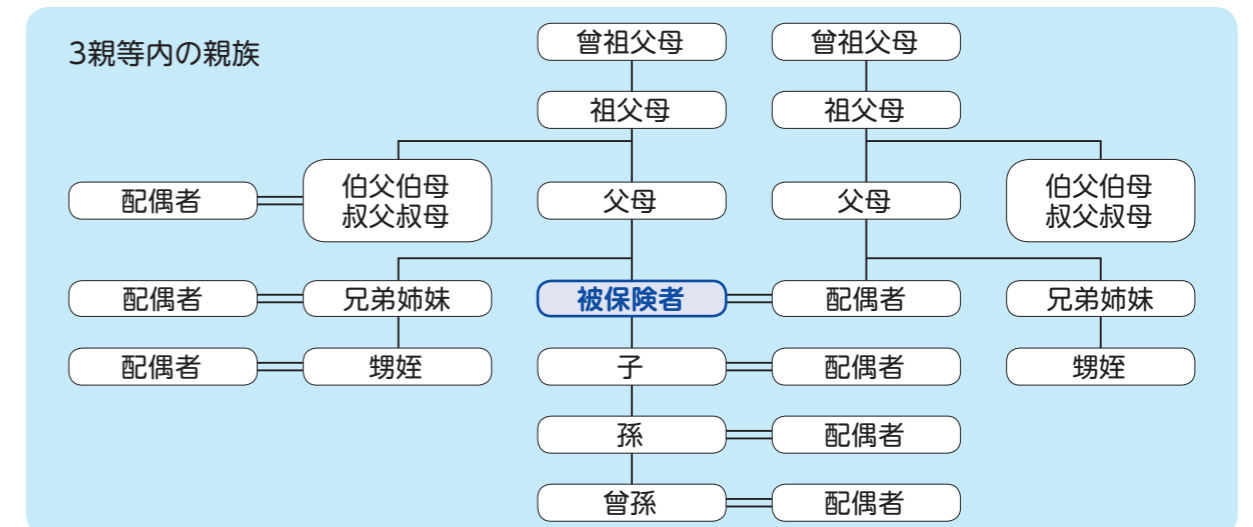 3親等内の親族
曾祖父母
曾祖父母
祖父母
祖父母
配偶者
伯父伯母
叔父叔母
父母
父母
伯父伯母
叔父叔母
配偶者
兄弟姉妹
被保険者
配偶者
兄弟姉妹
配偶者
甥姪
子
配偶者
甥姪
孫
配偶者
曾孫
配偶者